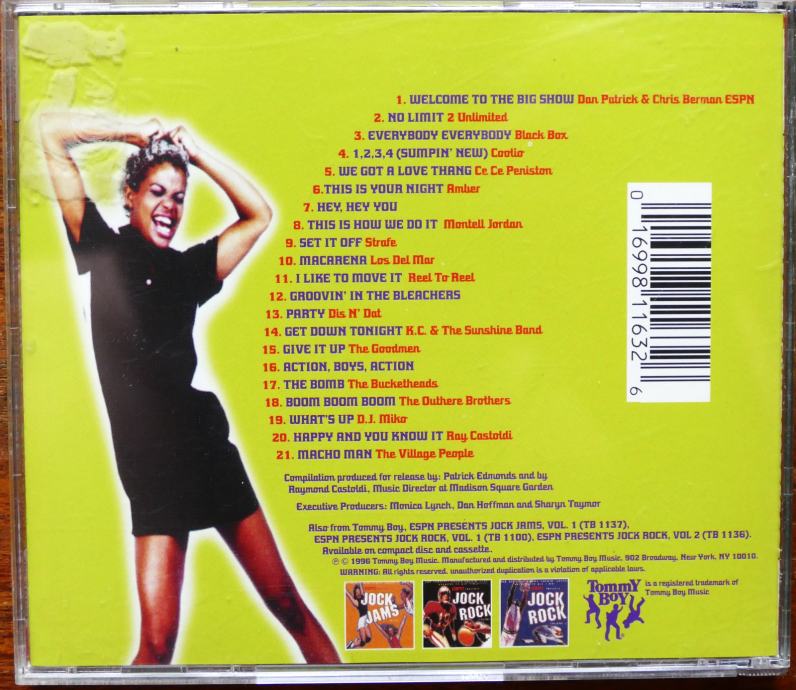 1. WELCOME TO THE BIG SHOW Dan Patrick & Chris Berman ESPN
2. NO LIMIT 2 Unlimited
3. EVERYBODY EVERYBODY Black Box
4. 1,2,3,4 (SUMPIN' NEW) Coolio
5. WE GOT A LOVE THANG Ce Ce Peniston
6.THIS IS YOUR NIGHT Amber
7. HEY, HEY YOU
8. THIS IS HOW WE DO IT Montell Jordan
9. SET IT OFF Strafe
10. MACARENA Los Del Mar
11. I LIKE TO MOVE IT Reel To Reel
12. GROOVIN' IN THE BLEACHERS
13. PARTY Dis N' Dat
14. GET DOWN TONIGHT K.C. & The Sunshine Band
15. GIVE IT UP The Goodmen
16. ACTION, BOYS, ACTION
17. THE BOMB The Bucketheads
18. BOOM BOOM BOOM The Outhere Brothers
19. WHAT'S UP D.J. Miko
20. HAPPY AND YOU KNOW IT Ray Castoldi
21. MACHO MAN The Village People
0 16998 11632 6
Compilation produced for release by: Patrick Edmonds and by
Raymond Castoldi, Music Director at Madison Square Garden
Executive Producers: Monica Lynch, Dan Hoffman and Sharyn Taymor
Also from Tommy Boy, ESPN PRESENTS JOCK JAMS, VOL. 1 (TB 1137),
ESPN PRESENTS JOCK ROCK, VOL. 1 (TB 1100), ESPN PRESENTS JOCK ROCK, VOL 2 (TB 1136).
Available on compact disc and cassette.
℗ © 1996 Tommy Boy Music. Manufactured and distributed by Tommy Boy Music, 902 Broadway, New York, NY 10010.
WARNING: All rights reserved, unauthorized duplication is a violation of applicable laws.
JOCK
JAMS
JOCK
ROCK
JOCK
ROCK
TOMMY
BOY
is a registered trademark of
Tommy Boy Music